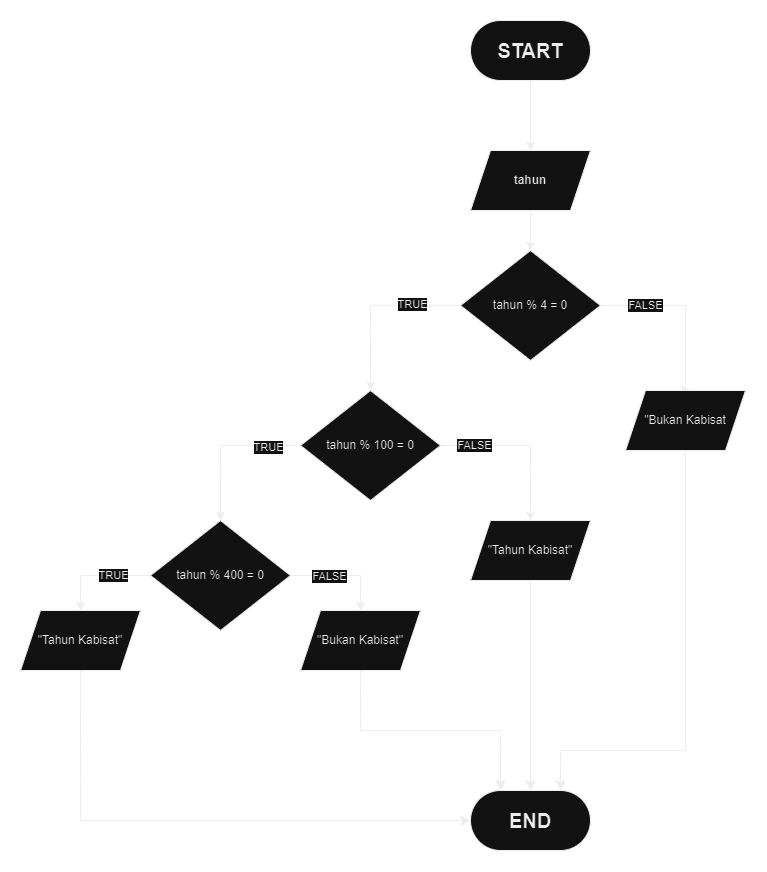 START
tahun
tahun % 4 = 0
TRUE
FALSE
"Bukan Kabisat
tahun % 100 = 0
TRUE
FALSE
"Tahun Kabisat"
tahun % 400 = 0
TRUE
FALSE
"Tahun Kabisat"
"Bukan Kabisat"
END